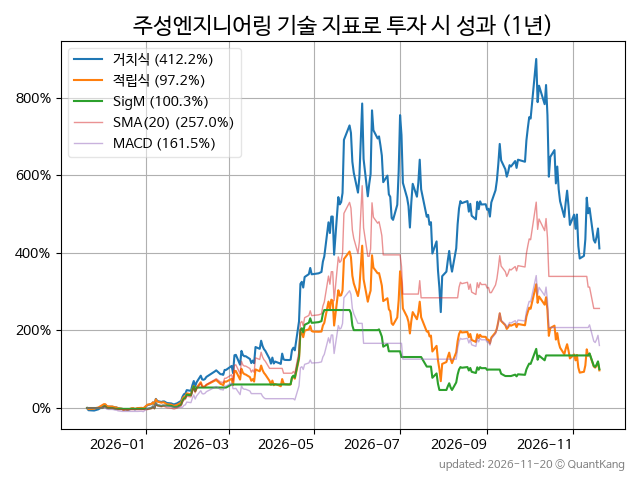 주성엔지니어링 기술 지표로 투자 시 성과 (1년)
거치식 (412.2%)
적립식 (97.2%)
SigM (100.3%)
SMA(20) (257.0%)
MACD (161.5%)
800%
600%
400%
200%
0%
2026-01 2026-03 2026-05 2026-07 2026-09 2026-11
updated: 2026-11-20 © QuantKang